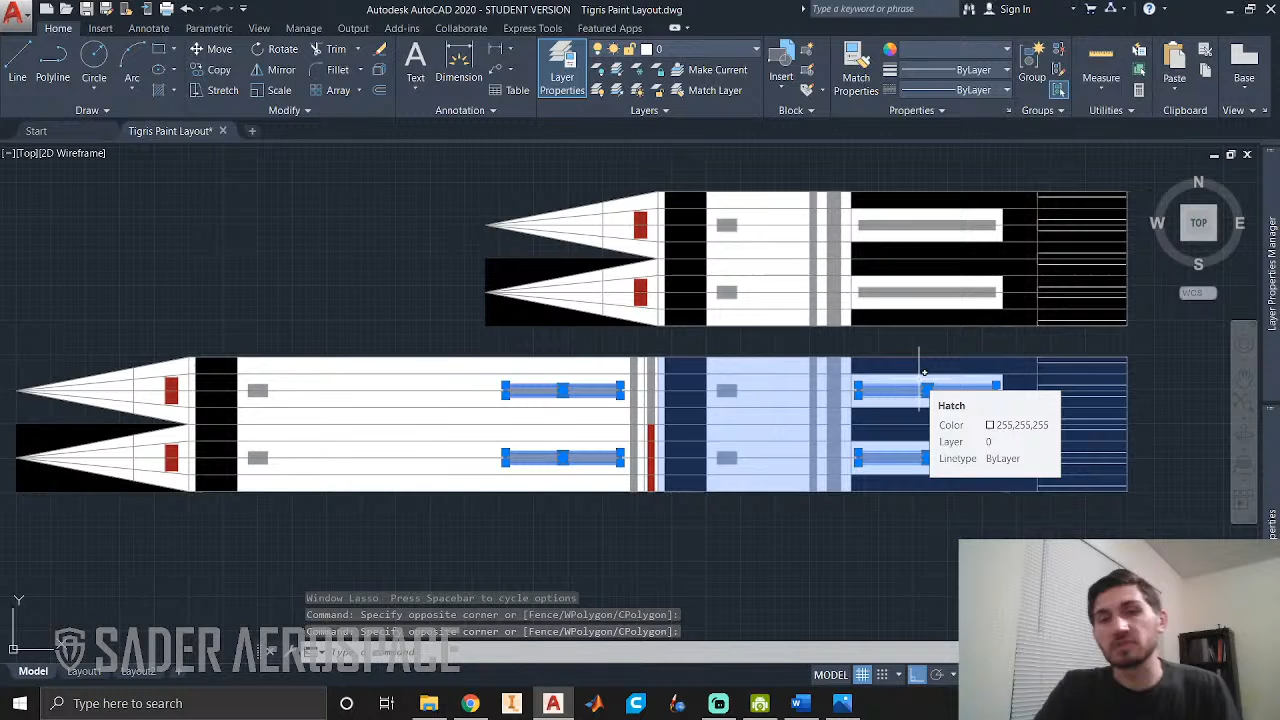 Autodesk AutoCAD 2020 - STUDENT VERSION Tigris Paint Layout.dwg
Type a keyword or phrase
Sign In
Home Insert Annotate Parametric View Manage Output Add-ins Collaborate Express Tools Featured Apps
Line Polyline Circle Arc
Move Rotate Trim
Copy Mirror Fillet
Stretch Scale Array
Text Dimension Table
Layer Properties
0
Make Current
Match Layer
Insert
Match Properties
ByLayer
ByLayer
Group
Measure
Paste
Base
Draw Modify Annotation Layers Block Properties Groups Utilities Clipboard View
Start Tigris Paint Layout*
[–][Top][2D Wireframe]
N
W TOP E
S
WCS
Layer Properties Manager
Hatch
Color 255,255,255
Layer 0
Linetype ByLayer
Window Lasso Press Spacebar to cycle options
Command: Specify opposite corner or [Fence/WPolygon/CPolygon]:
Command: Specify opposite corner or [Fence/WPolygon/CPolygon]:
Y
Type a command
SADER AEROSPACE
Model Layout1 Layout2
MODEL
Type here to search